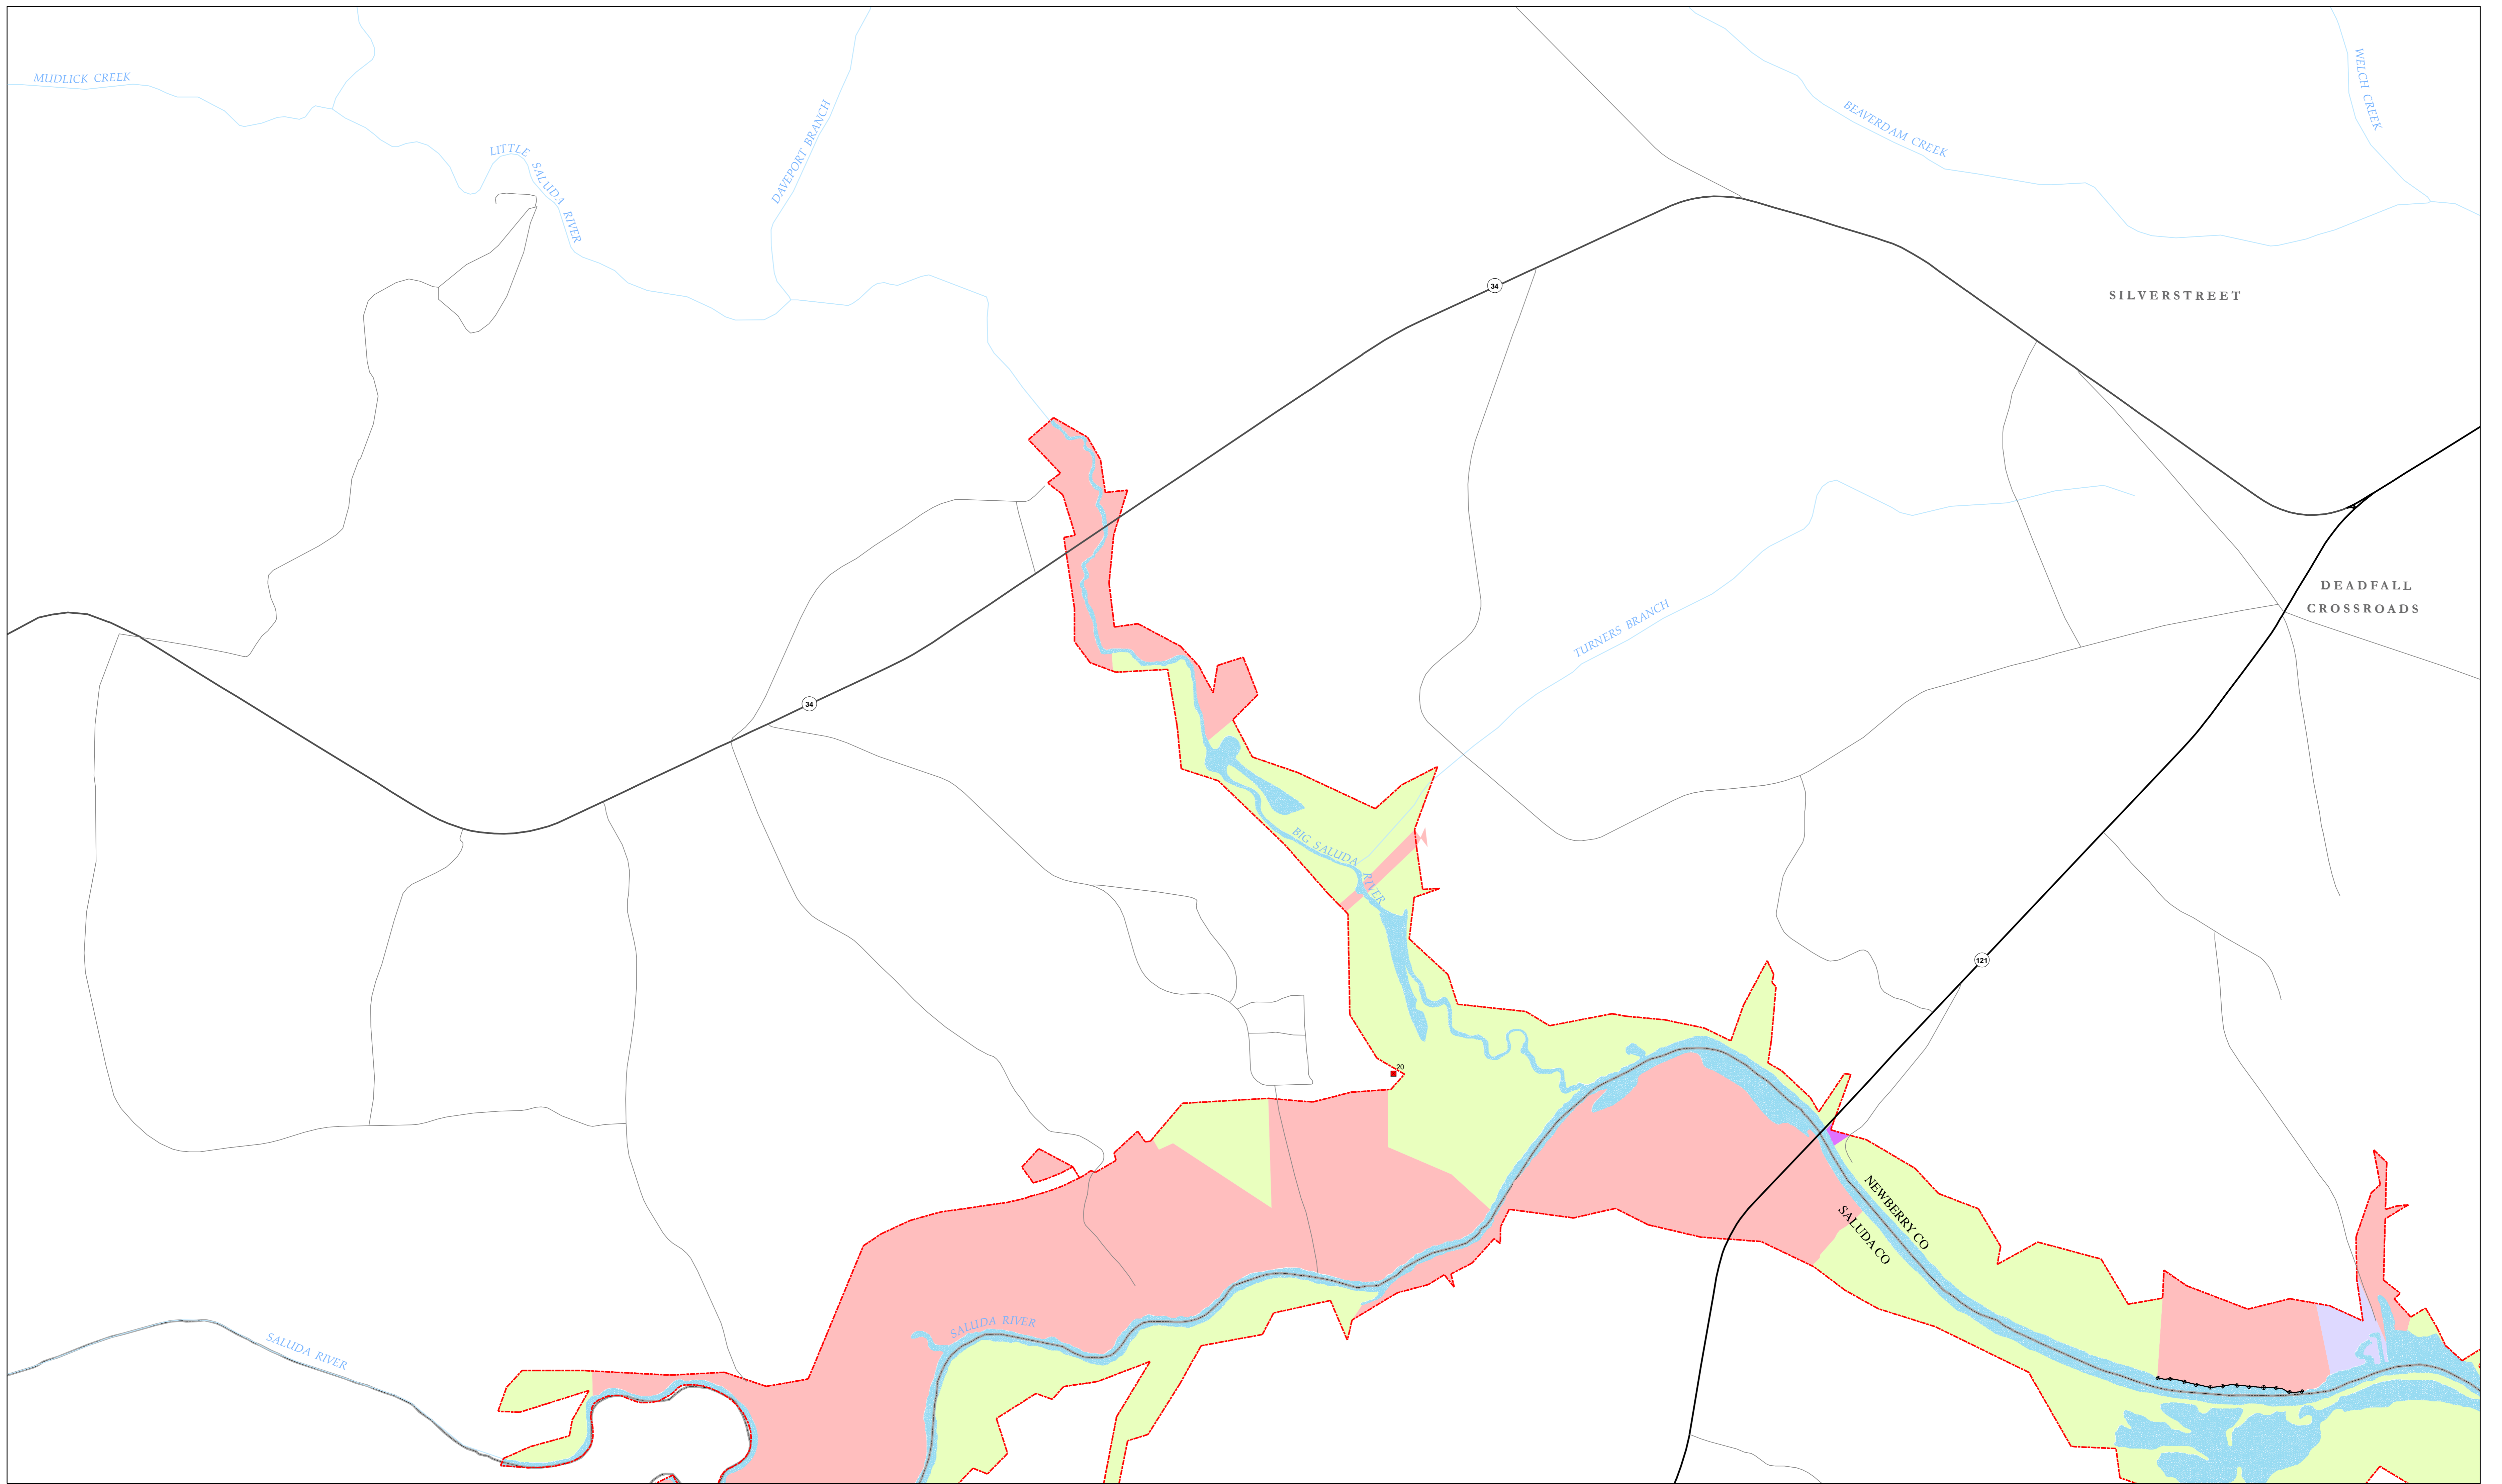 MUDLICK CREEK
LITTLE SALUDA RIVER
DAVEPORT BRANCH
BEAVERDAM CREEK
WELCH CREEK
34
SILVERSTREET
DEADFALL
CROSSROADS
TURNERS BRANCH
34
BIG SALUDA RIVER
121
20
NEWBERRY CO
SALUDA CO
SALUDA RIVER
SALUDA RIVER